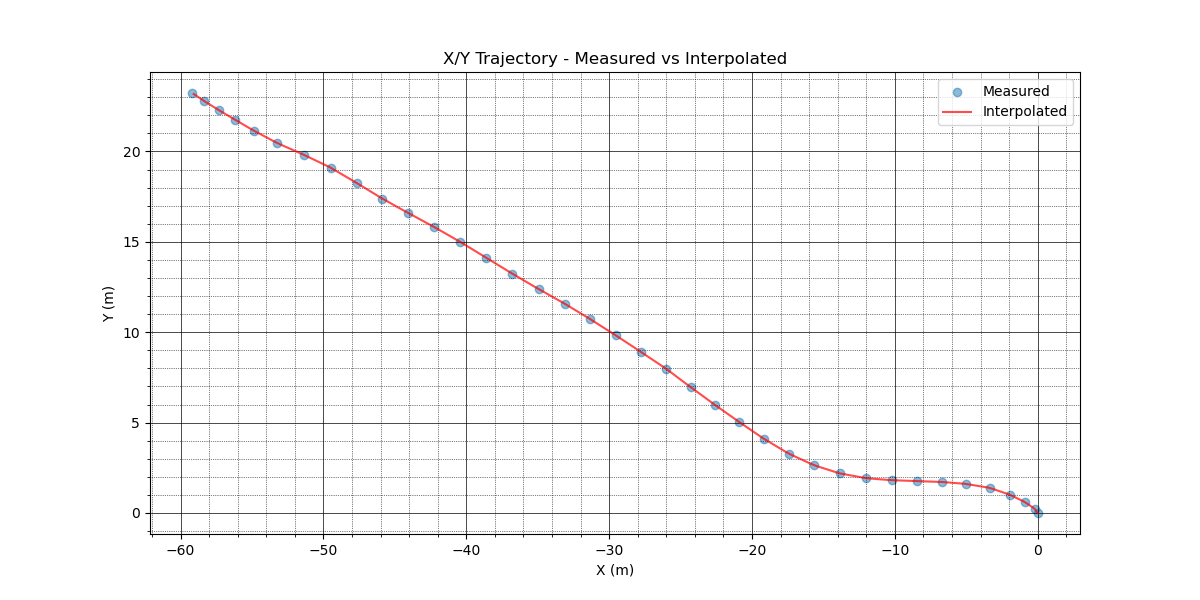 X/Y Trajectory - Measured vs Interpolated
Measured
Interpolated
20
15
10
5
0
Y (m)
−60 −50 −40 −30 −20 −10 0
X (m)